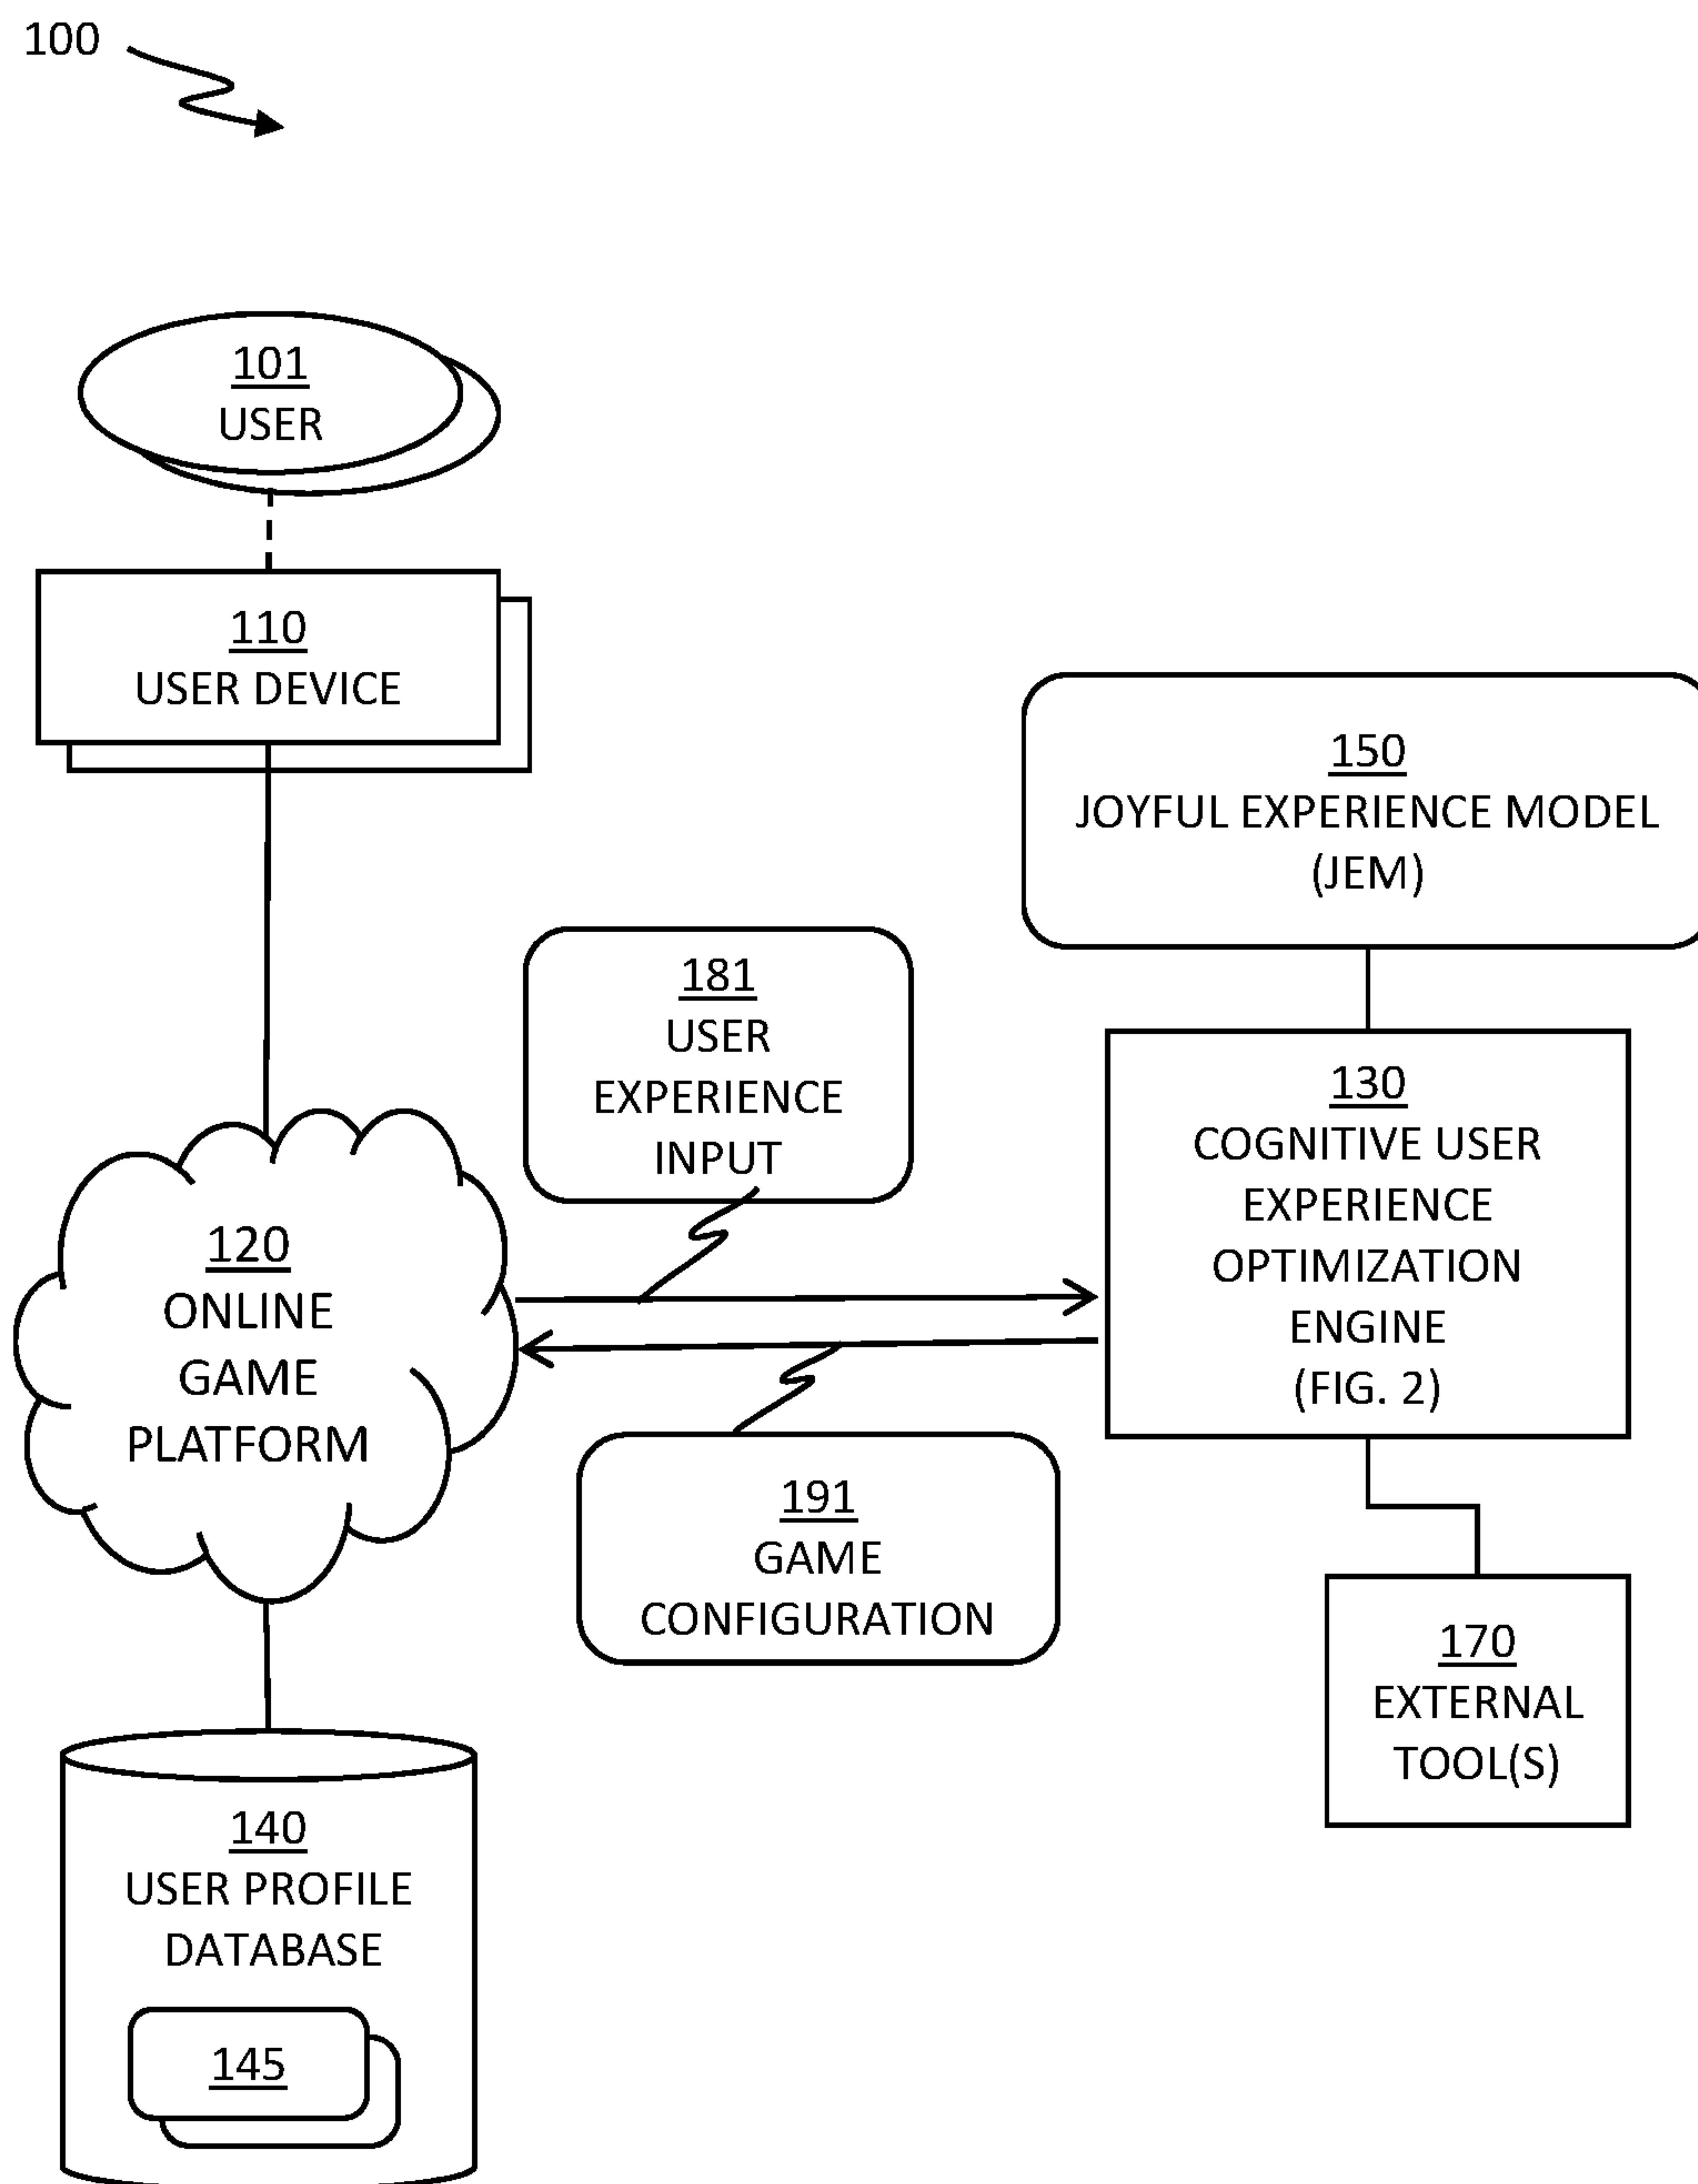 100
101
USER
110
USER DEVICE
150
JOYFUL EXPERIENCE MODEL
(JEM)
181
USER
EXPERIENCE
INPUT
130
COGNITIVE USER
EXPERIENCE
OPTIMIZATION
ENGINE
(FIG. 2)
120
ONLINE
GAME
PLATFORM
191
GAME
CONFIGURATION
170
EXTERNAL
TOOL(S)
140
USER PROFILE
DATABASE
145